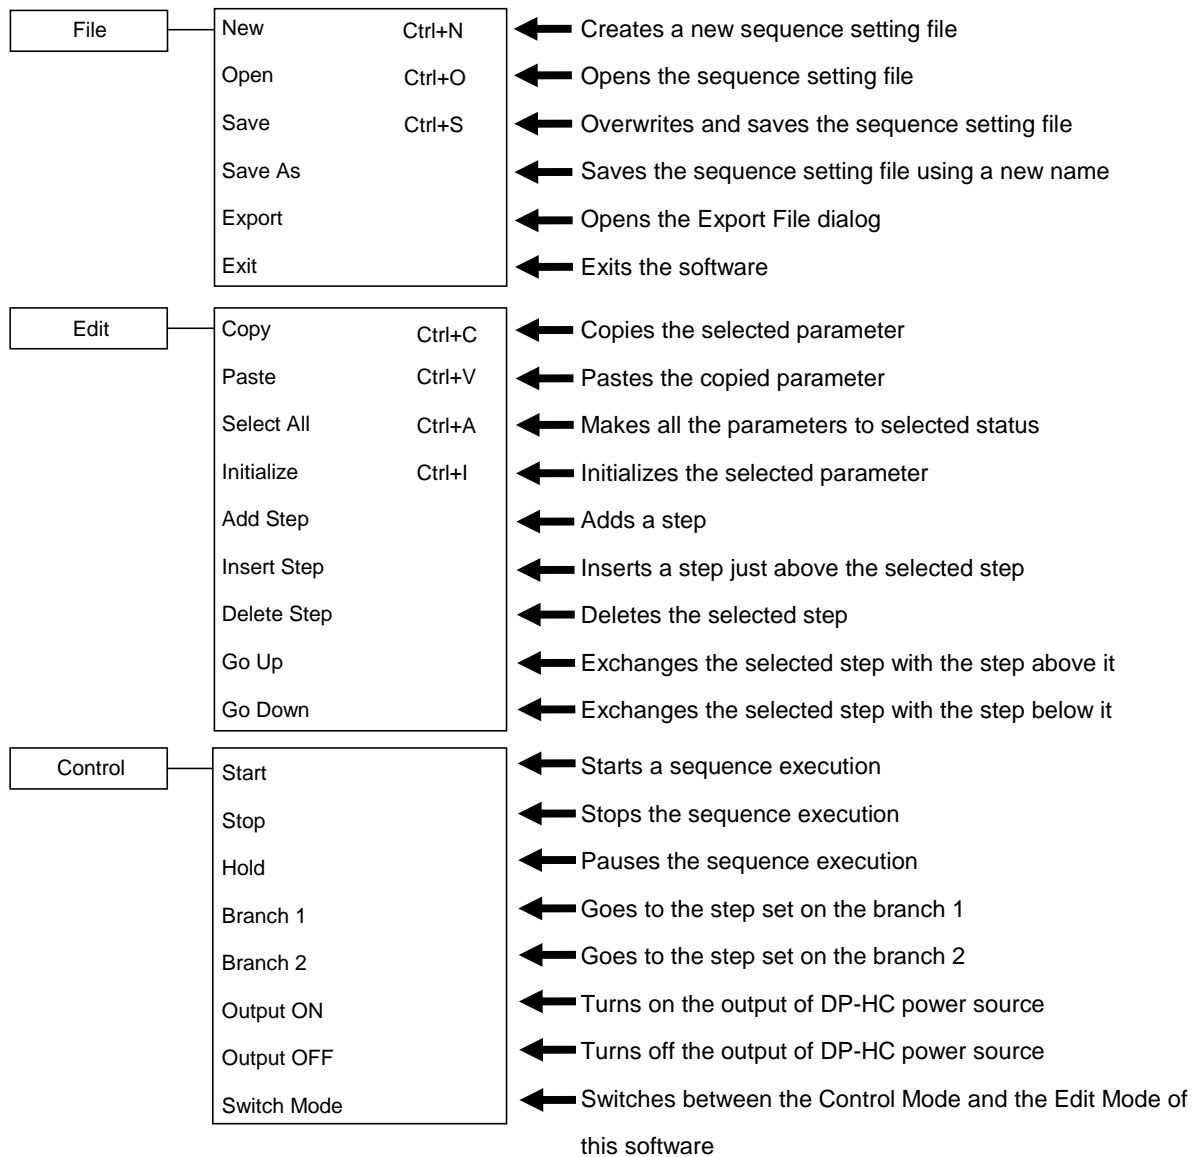 File
New Ctrl+N Creates a new sequence setting file
Open Ctrl+O Opens the sequence setting file
Save Ctrl+S Overwrites and saves the sequence setting file
Save As Saves the sequence setting file using a new name
Export Opens the Export File dialog
Exit Exits the software
Edit
Copy Ctrl+C Copies the selected parameter
Paste Ctrl+V Pastes the copied parameter
Select All Ctrl+A Makes all the parameters to selected status
Initialize Ctrl+I Initializes the selected parameter
Add Step Adds a step
Insert Step Inserts a step just above the selected step
Delete Step Deletes the selected step
Go Up Exchanges the selected step with the step above it
Go Down Exchanges the selected step with the step below it
Control
Start Starts a sequence execution
Stop Stops the sequence execution
Hold Pauses the sequence execution
Branch 1 Goes to the step set on the branch 1
Branch 2 Goes to the step set on the branch 2
Output ON Turns on the output of DP-HC power source
Output OFF Turns off the output of DP-HC power source
Switch Mode Switches between the Control Mode and the Edit Mode of
this software